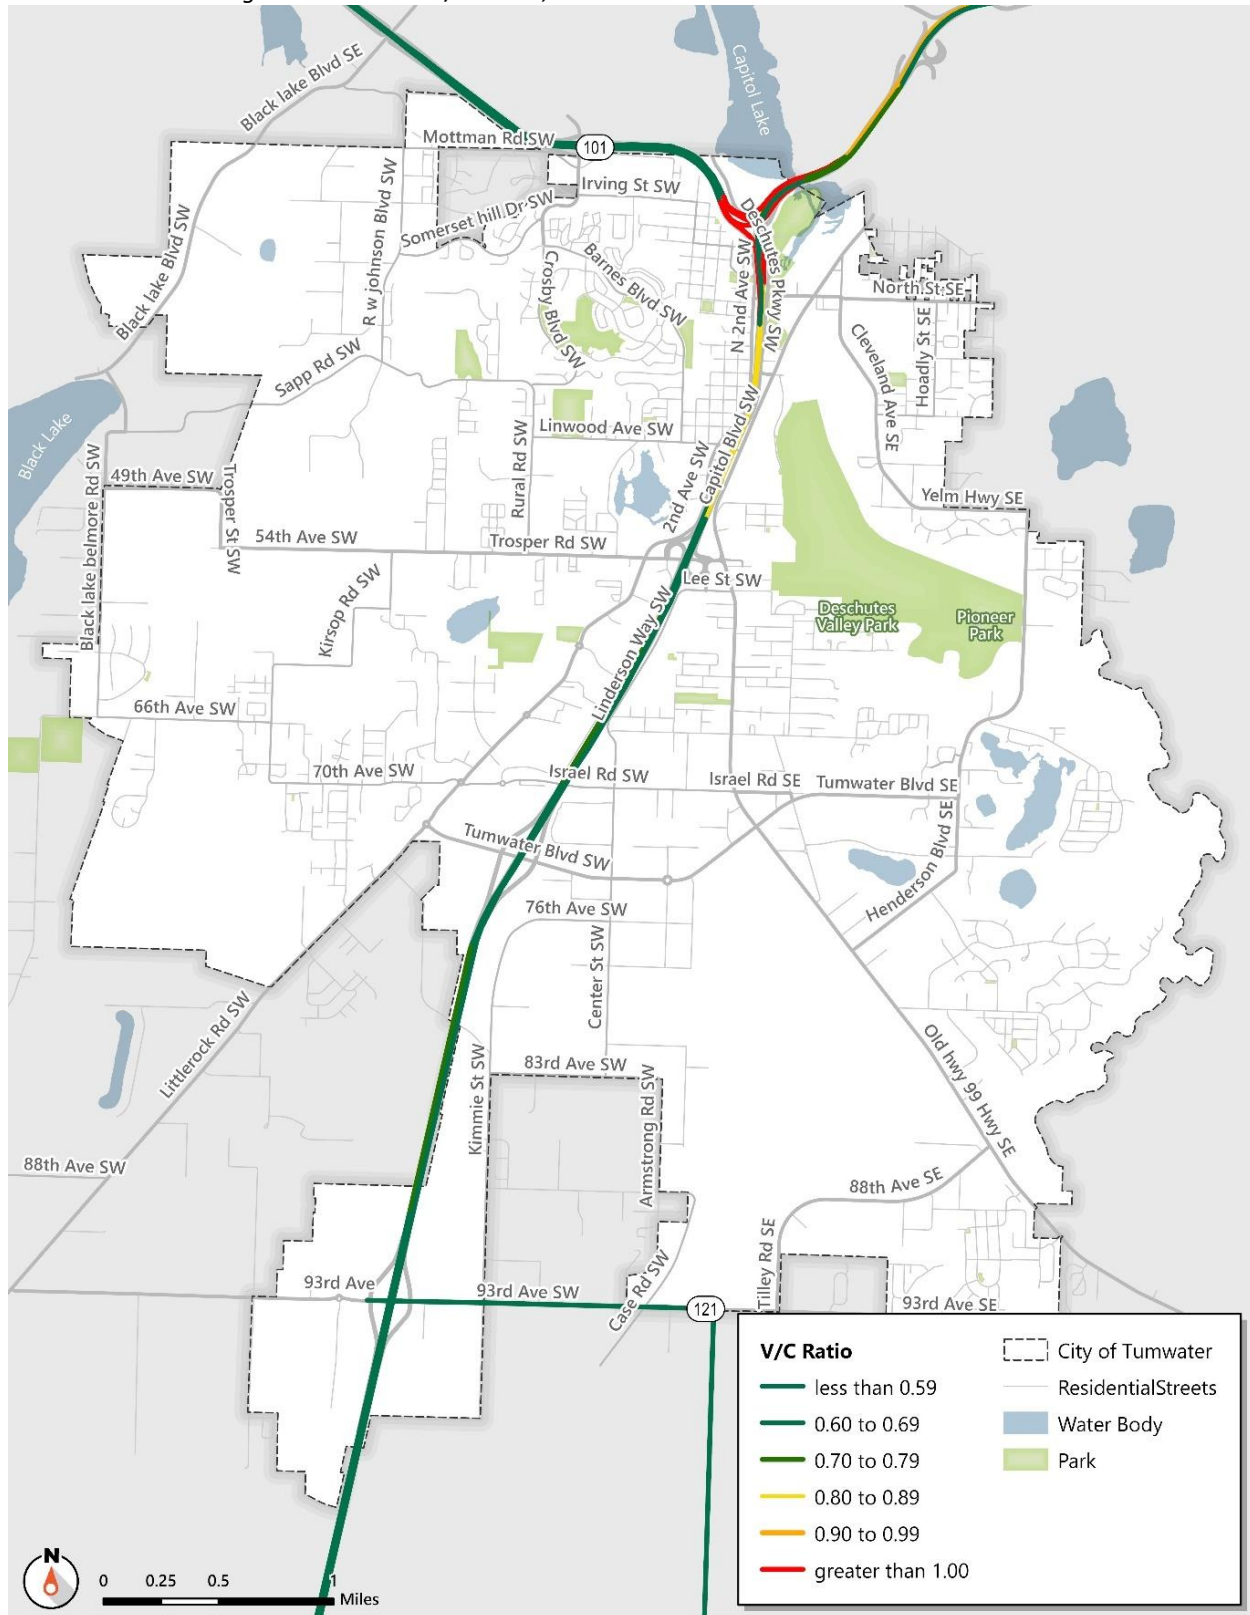 Black lake Blvd SE
Capitol Lake
Mottman Rd SW
101
Irving St SW
Somerset hill Dr SW
R w johnson Blvd SW
Black lake Blvd SW
Crosby Blvd SW
Barnes Blvd SW
Deschutes Pkwy SW
N 2nd Ave SW
North St SE
Cleveland Ave SE
Hoadly St SE
Sapp Rd SW
Black Lake
Linwood Ave SW
Rural Rd SW
2nd Ave SW
Capitol Blvd SW
49th Ave SW
Trosper St SW
Yelm Hwy SE
Black lake belmore Rd SW
54th Ave SW
Trosper Rd SW
Lee St SW
Kirsop Rd SW
Deschutes
Valley Park
Pioneer
Park
Linderson Way SW
66th Ave SW
70th Ave SW
Israel Rd SW
Israel Rd SE
Tumwater Blvd SE
Tumwater Blvd SW
Henderson Blvd SE
76th Ave SW
Center St SW
Littlerock Rd SW
Kimmie St SW
83rd Ave SW
Armstrong Rd SW
Old hwy 99 Hwy SE
88th Ave SW
88th Ave SE
Tilley Rd SE
Case Rd SW
93rd Ave
93rd Ave SW
121
93rd Ave SE
V/C Ratio
less than 0.59
0.60 to 0.69
0.70 to 0.79
0.80 to 0.89
0.90 to 0.99
greater than 1.00
City of Tumwater
ResidentialStreets
Water Body
Park
N
0 0.25 0.5 1
Miles